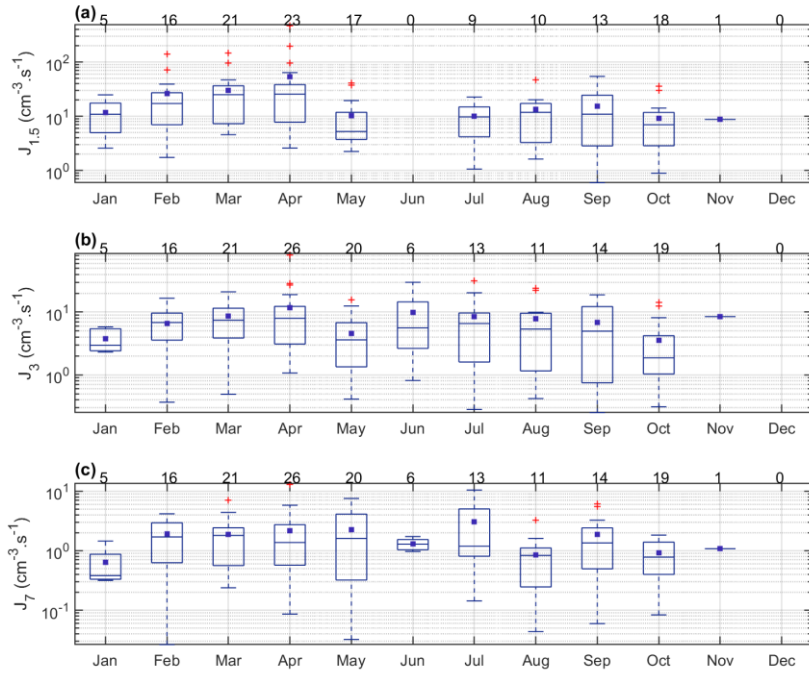 (a)
5 16 21 23 17 0 9 10 13 18 1 0
10²
10¹
10⁰
J₁.₅ (cm⁻³.s⁻¹)
Jan Feb Mar Apr May Jun Jul Aug Sep Oct Nov Dec
(b)
5 16 21 26 20 6 13 11 14 19 1 0
10¹
10⁰
J₃ (cm⁻³.s⁻¹)
Jan Feb Mar Apr May Jun Jul Aug Sep Oct Nov Dec
(c)
5 16 21 26 20 6 13 11 14 19 1 0
10¹
10⁰
10⁻¹
J₇ (cm⁻³.s⁻¹)
Jan Feb Mar Apr May Jun Jul Aug Sep Oct Nov Dec